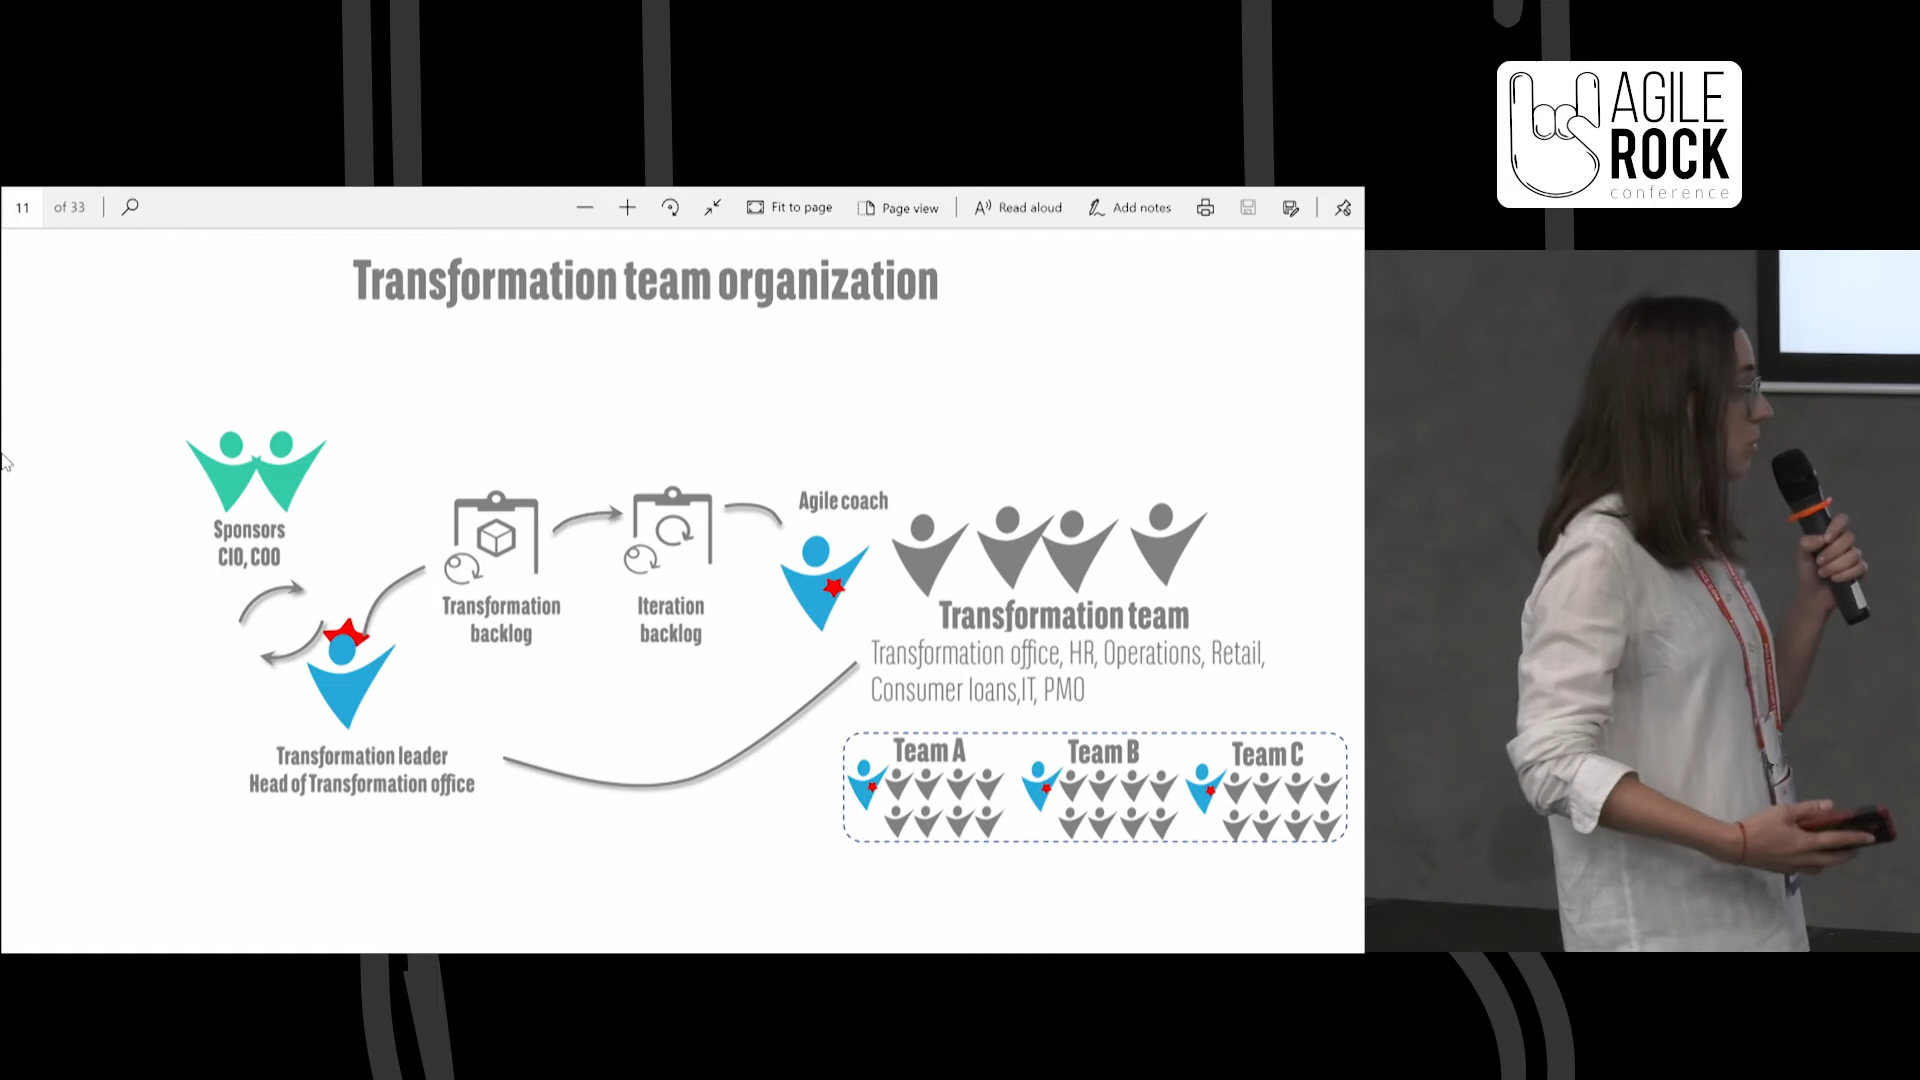 AGILE
ROCK
conference
11 of 33
Fit to page
Page view
Read aloud
Add notes
Transformation team organization
Sponsors
CIO, COO
Transformation leader
Head of Transformation office
Transformation
backlog
Iteration
backlog
Agile coach
Transformation team
Transformation office, HR, Operations, Retail,
Consumer loans,IT, PMO
Team A
Team B
Team C